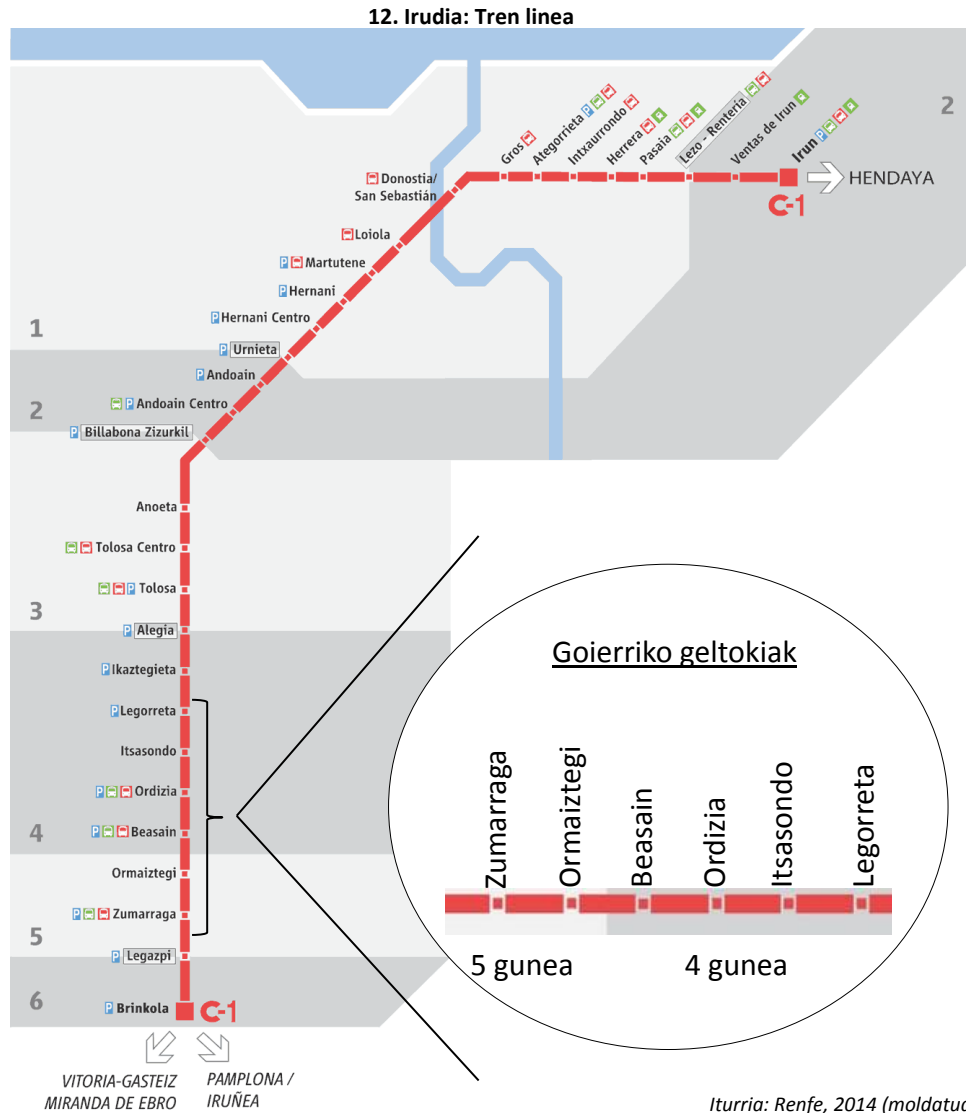 12. Irudia: Tren linea
2
Gros
Ategorrieta P
Intxaurrondo
Herrera
Pasaia
Lezo - Rentería
Ventas de Irun
Irun P
HENDAYA
C-1
Donostia/
San Sebastián
Loiola
P Martutene
P Hernani
P Hernani Centro
1
P Urnieta
P Andoain
2
P Andoain Centro
P Billabona Zizurkil
Anoeta
Tolosa Centro
P Tolosa
3
P Alegia
P Ikaztegieta
P Legorreta
Itsasondo
P Ordizia
4
P Beasain
Ormaiztegi
P Zumarraga
5
P Legazpi
6
P Brinkola
C-1
VITORIA-GASTEIZ
MIRANDA DE EBRO
PAMPLONA /
IRUÑEA
Goierriko geltokiak
Zumarraga
Ormaiztegi
Beasain
Ordizia
Itsasondo
Legorreta
5 gunea
4 gunea
Iturria: Renfe, 2014 (moldatua